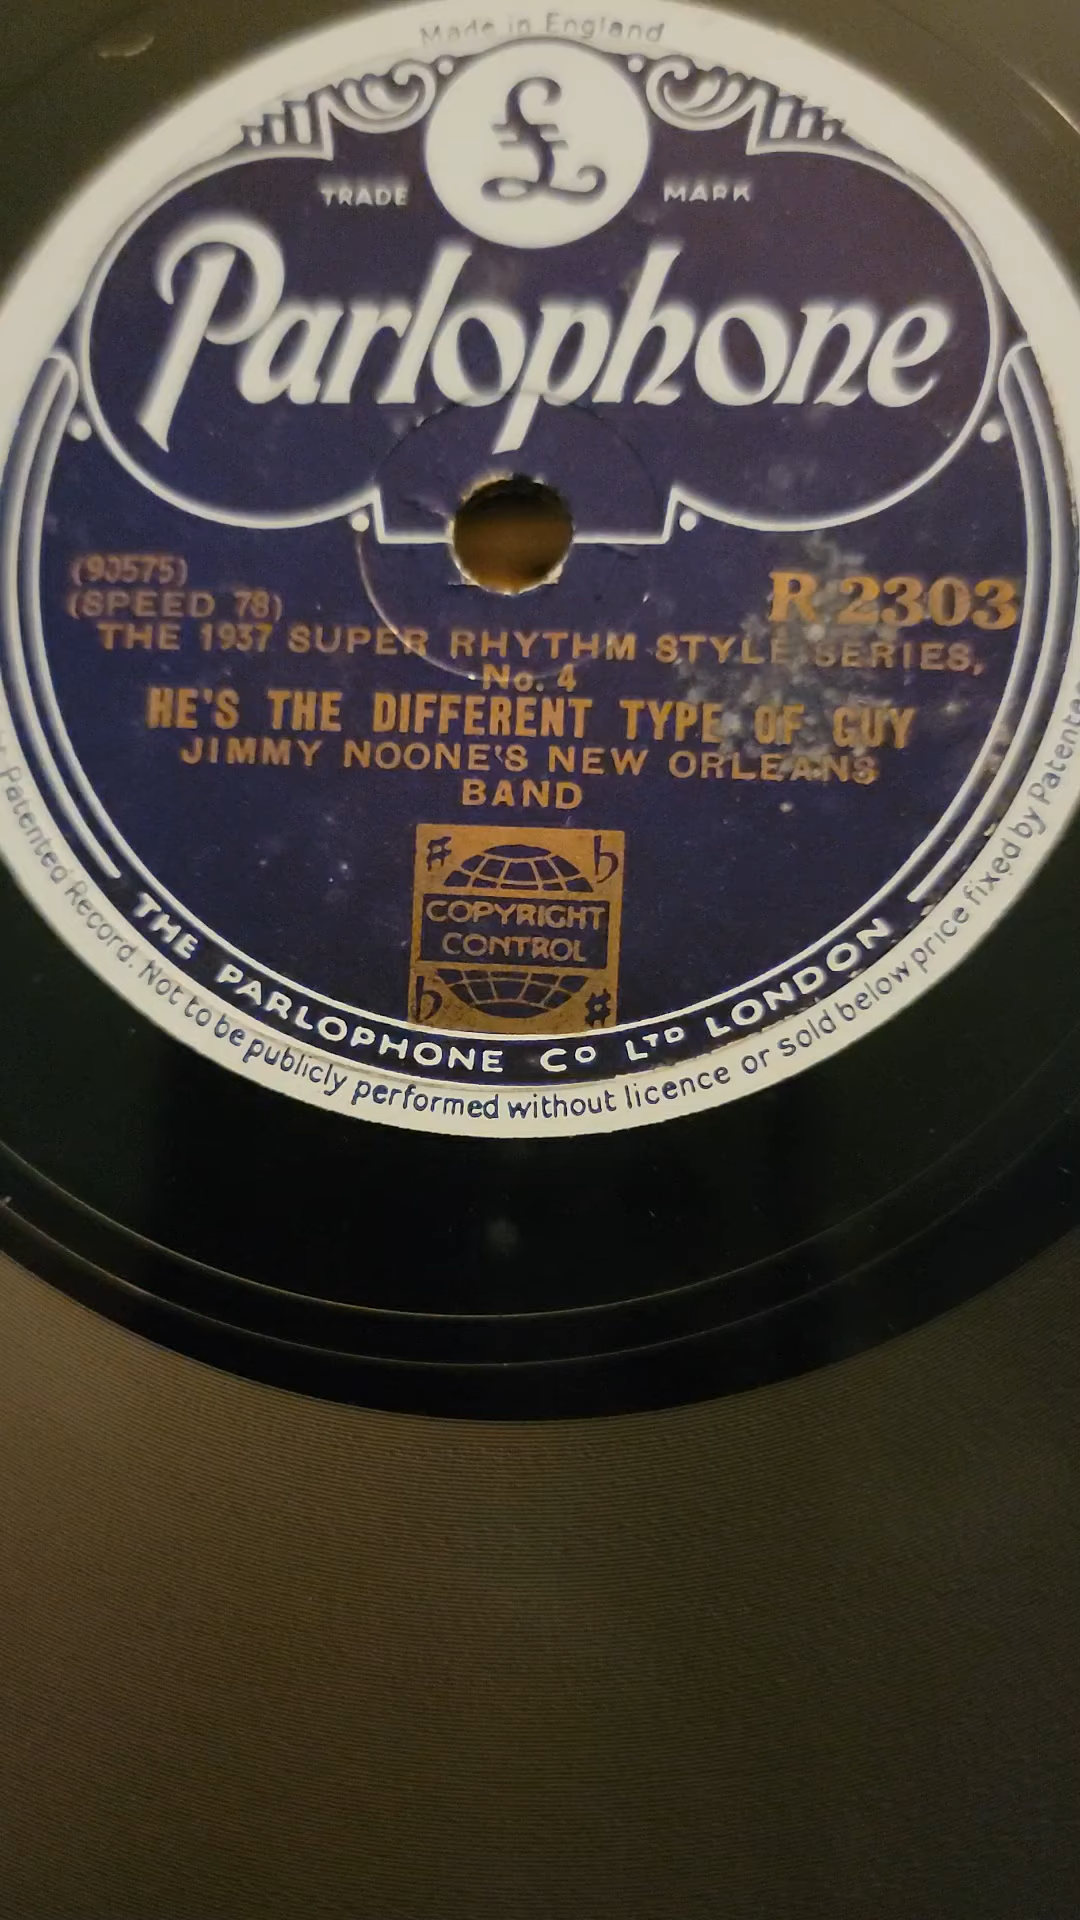 Made in England
£
TRADE MARK
Parlophone
(90575)
(SPEED 78)
R 2303
THE 1937 SUPER RHYTHM STYLE SERIES,
No. 4
HE'S THE DIFFERENT TYPE OF GUY
JIMMY NOONE'S NEW ORLEANS
BAND
COPYRIGHT
CONTROL
THE PARLOPHONE Co LTD LONDON
Patented Record. Not to be publicly performed without licence or sold below price fixed by Patentee